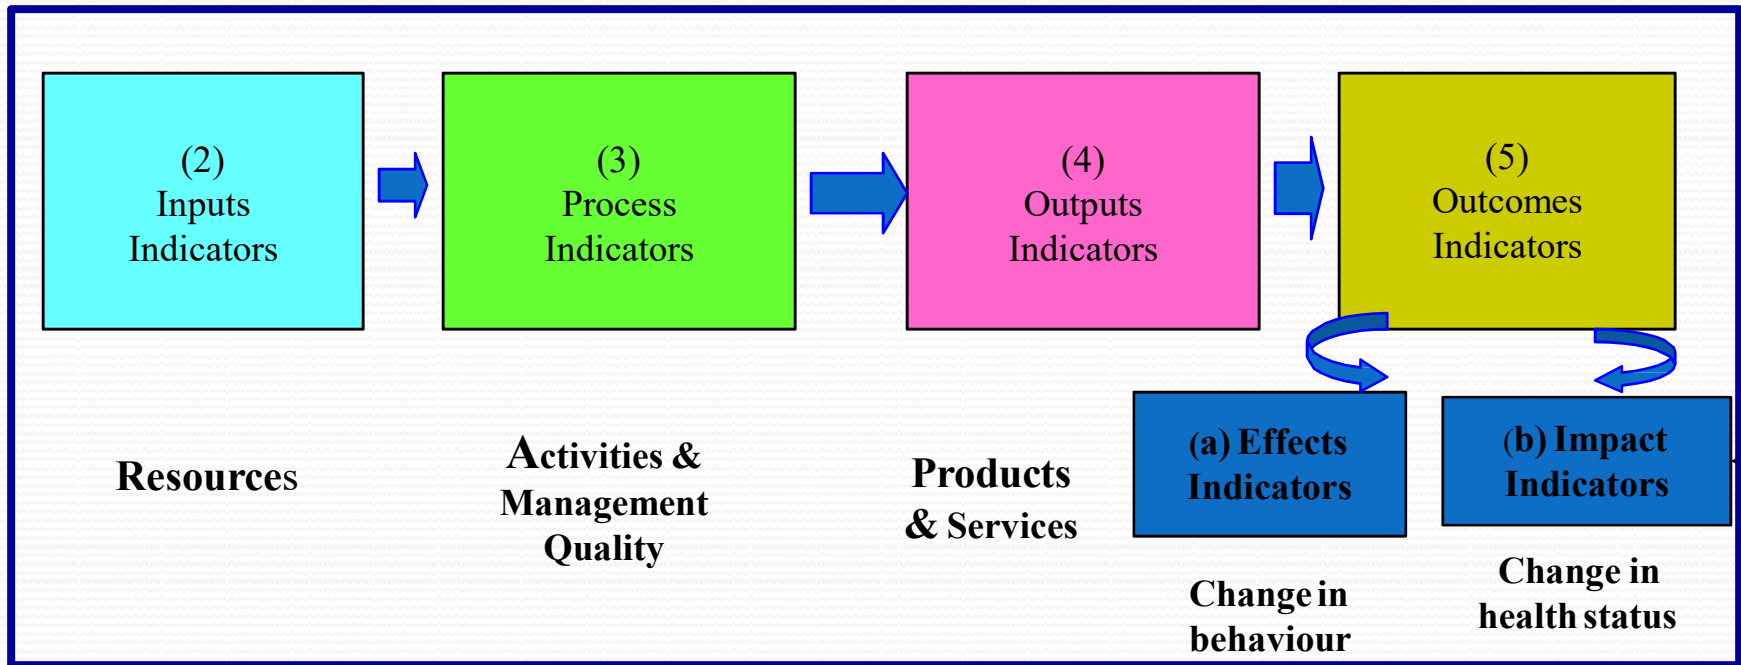 (2)
Inputs
Indicators
(3)
Process
Indicators
(4)
Outputs
Indicators
(5)
Outcomes
Indicators
Resources
Activities &
Management
Quality
Products
& Services
(a) Effects
Indicators
(b) Impact
Indicators
Change in
behaviour
Change in
health status